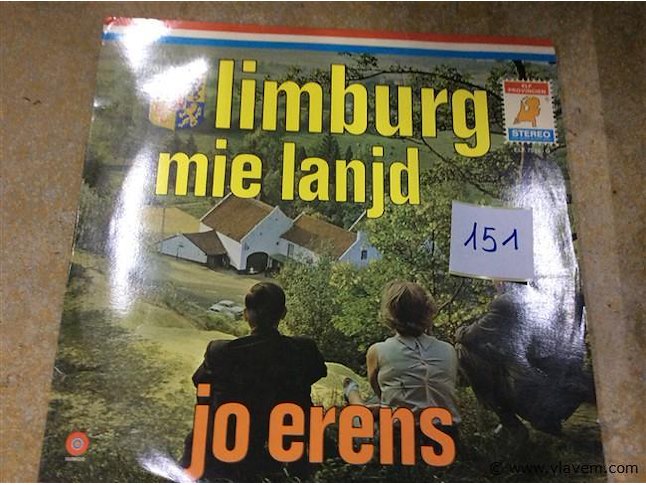 limburg
mie lanjd
ELF
PROVINCIEN
STEREO
151
jo erens
© www.vlavem.com